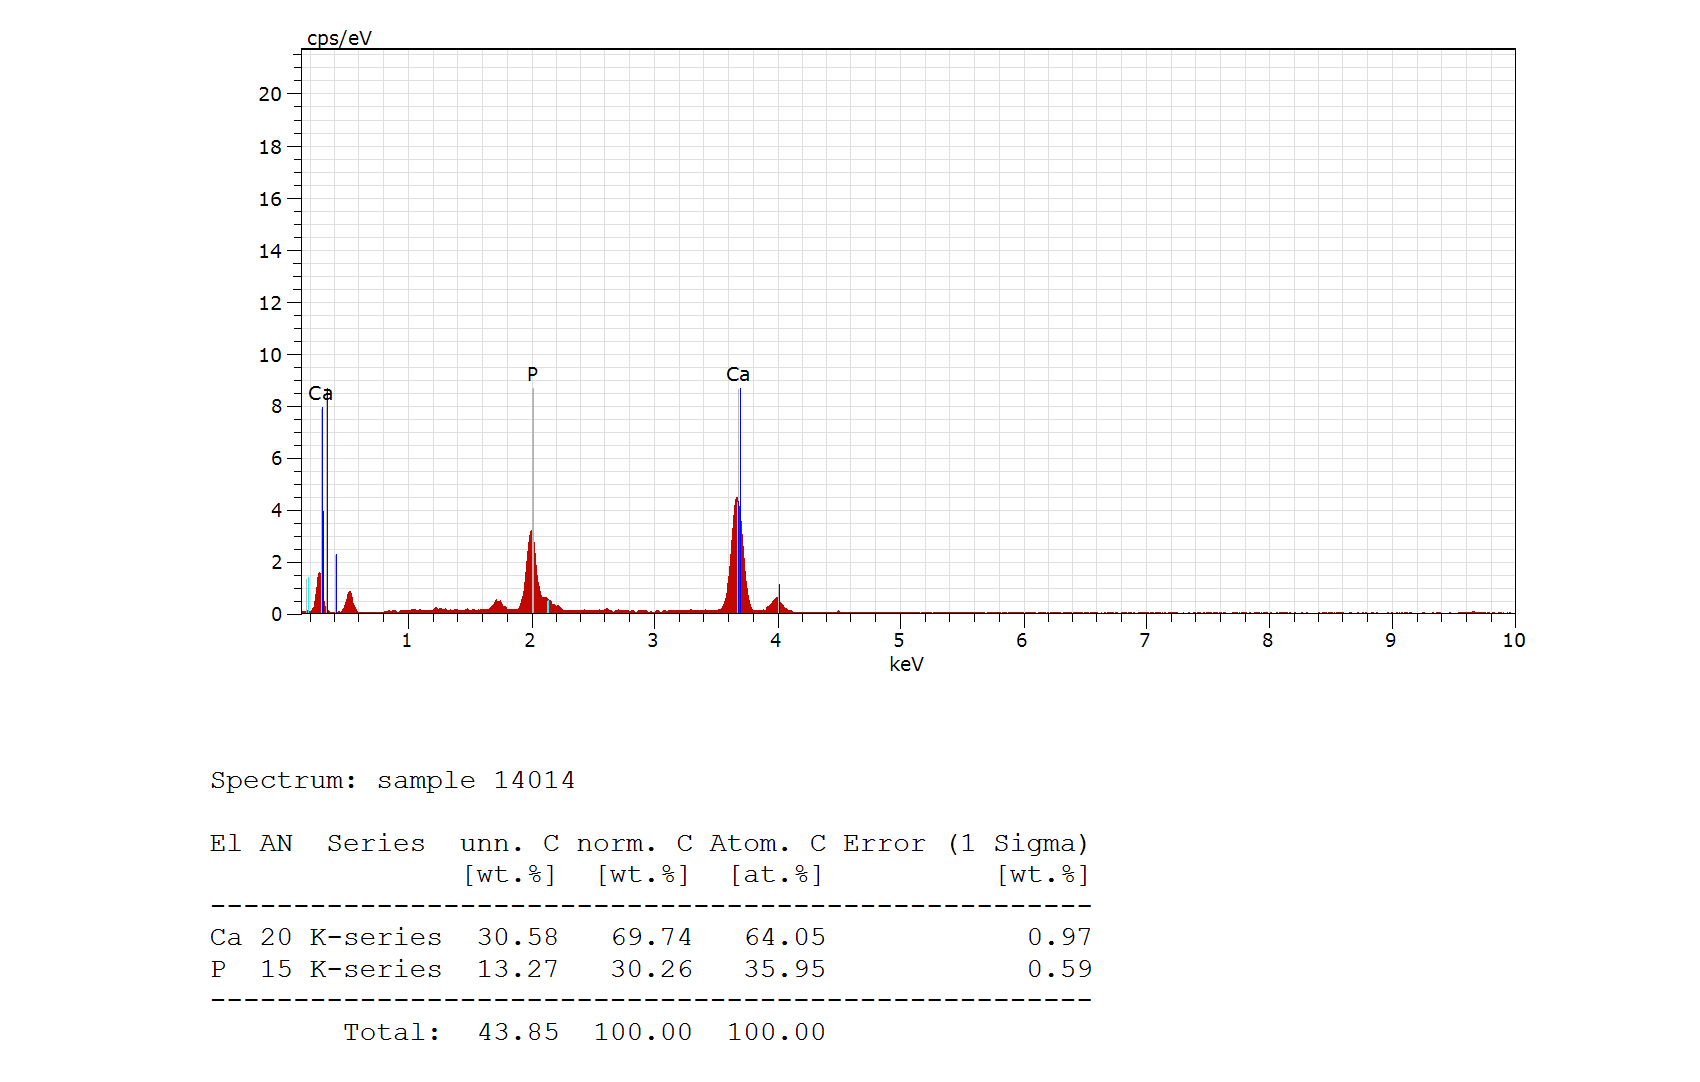 cps/eV
20
18
16
14
12
10
8
6
4
2
0
Ca P Ca
1 2 3 4 5 6 7 8 9 10
keV
Spectrum: sample 14014
El AN Series unn. C norm. C Atom. C Error (1 Sigma)
[wt.%] [wt.%] [at.%] [wt.%]
-----------------------------------------------------
Ca 20 K-series 30.58 69.74 64.05 0.97
P 15 K-series 13.27 30.26 35.95 0.59
-----------------------------------------------------
Total: 43.85 100.00 100.00